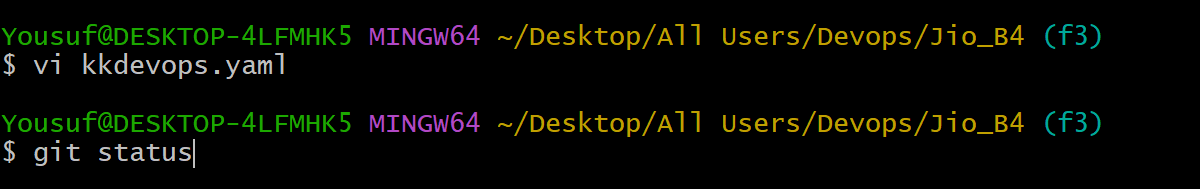 Yousuf@DESKTOP-4LFMHK5 MINGW64 ~/Desktop/All Users/Devops/Jio_B4 (f3)
$ vi kkdevops.yaml
Yousuf@DESKTOP-4LFMHK5 MINGW64 ~/Desktop/All Users/Devops/Jio_B4 (f3)
$ git status